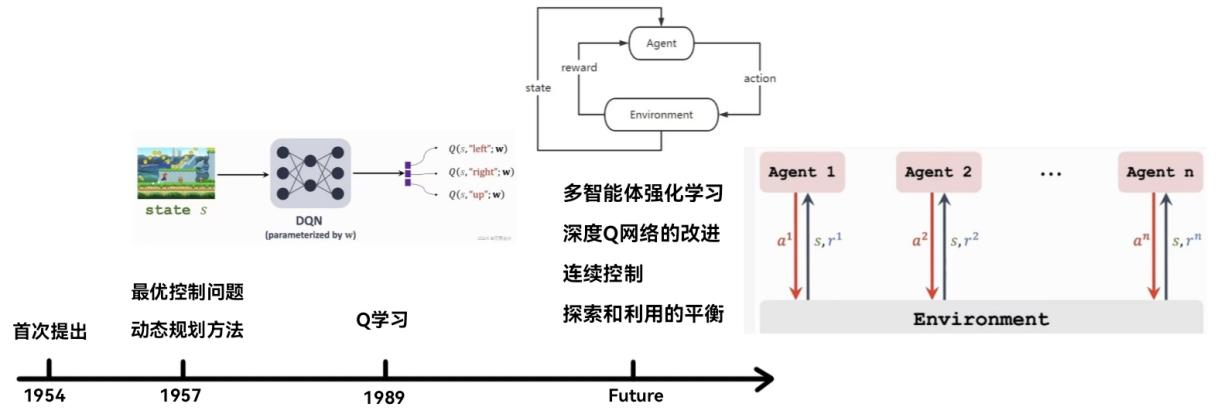 Agent
reward
action
state
Environment
Q(s,"left"; w)
Q(s,"right"; w)
Q(s,"up"; w)
state s
DQN
(parameterized by w)
Agent 1
Agent 2
...
Agent n
a¹
s,r¹
a²
s,r²
aⁿ
s,rⁿ
Environment
多智能体强化学习
深度Q网络的改进
连续控制
探索和利用的平衡
首次提出
最优控制问题
动态规划方法
Q学习
1954
1957
1989
Future